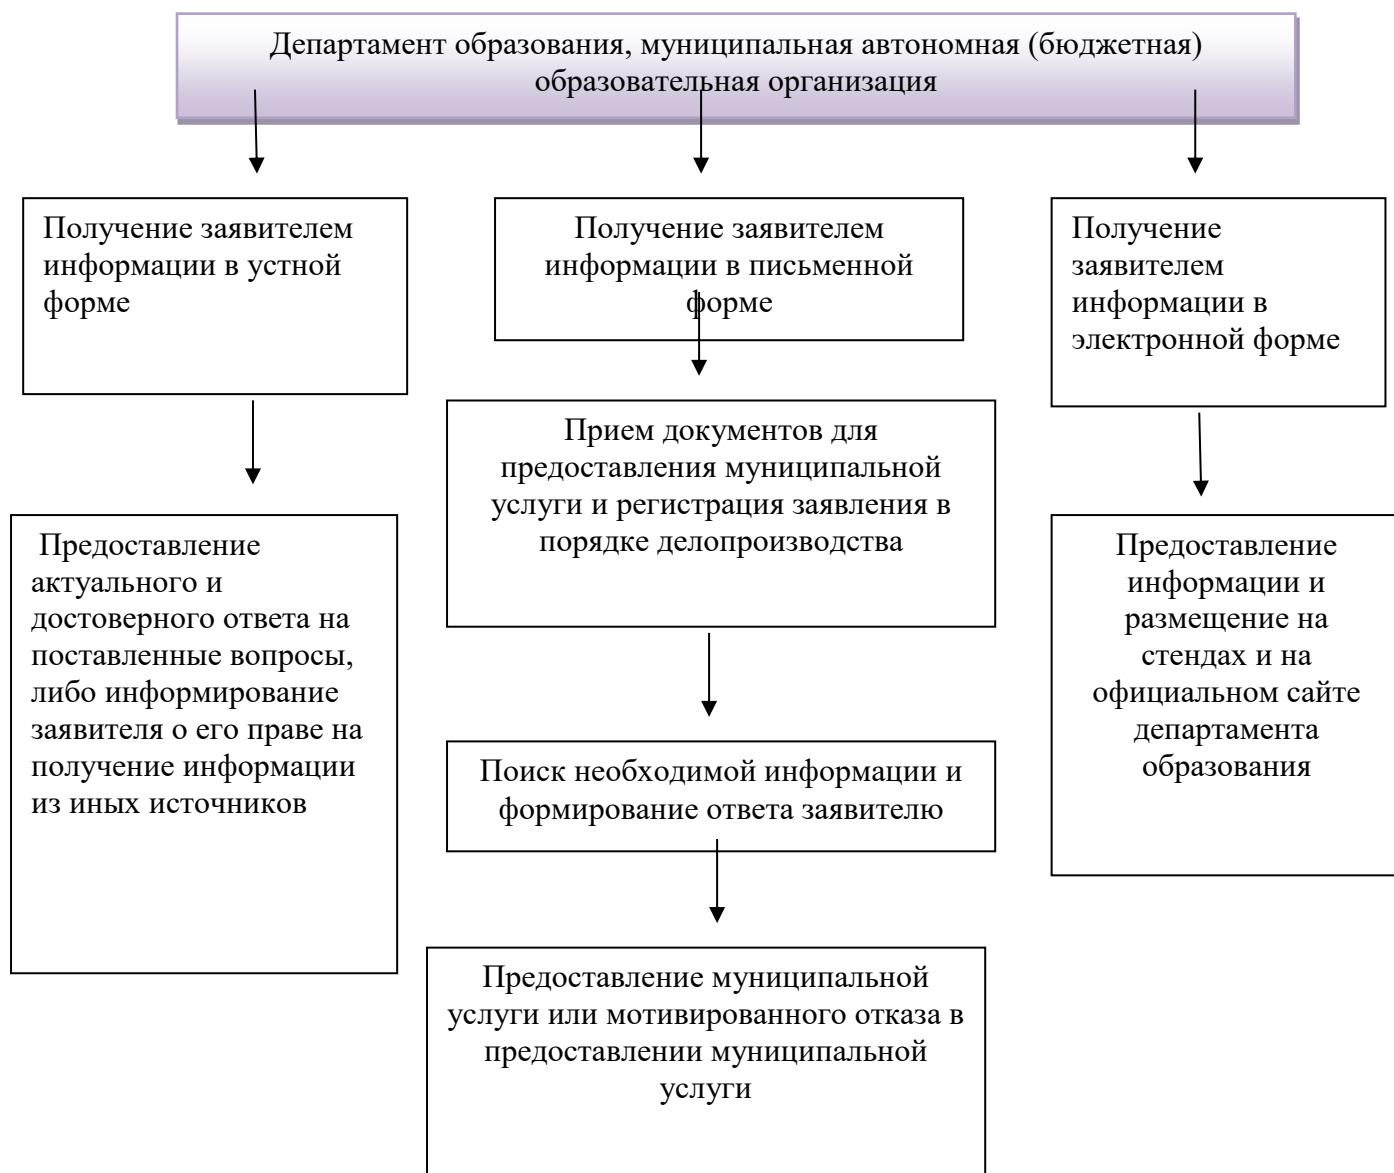 Департамент образования, муниципальная автономная (бюджетная)
образовательная организация
Получение заявителем
информации в устной
форме
Получение заявителем
информации в письменной
форме
Получение
заявителем
информации в
электронной форме
Прием документов для
предоставления муниципальной
услуги и регистрация заявления в
порядке делопроизводства
Предоставление
актуального и
достоверного ответа на
поставленные вопросы,
либо информирование
заявителя о его праве на
получение информации
из иных источников
Предоставление
информации и
размещение на
стендах и на
официальном сайте
департамента
образования
Поиск необходимой информации и
формирование ответа заявителю
Предоставление муниципальной
услуги или мотивированного отказа в
предоставлении муниципальной
услуги